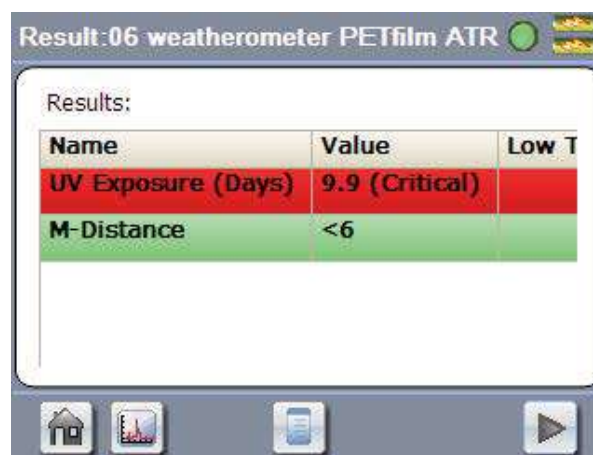 Result:06 weatherometer PETfilm ATR
Results:
Name Value Low T
UV Exposure (Days) 9.9 (Critical)
M-Distance <6